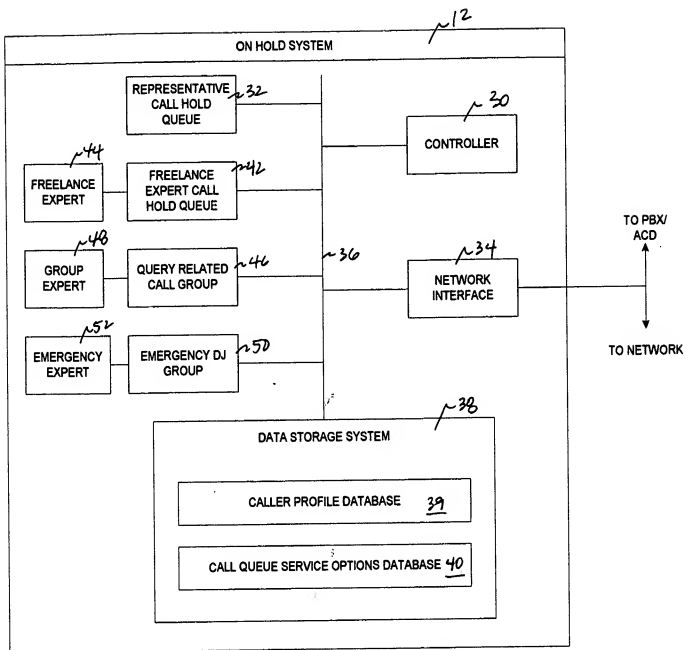 ~12
ON HOLD SYSTEM
REPRESENTATIVE
CALL HOLD
QUEUE
~32
~30
CONTROLLER
~44
FREELANCE
EXPERT
FREELANCE
EXPERT CALL
HOLD QUEUE
~42
TO PBX/
ACD
~48
GROUP
EXPERT
QUERY RELATED
CALL GROUP
~46
~36
~34
NETWORK
INTERFACE
~52
EMERGENCY
EXPERT
EMERGENCY DJ
GROUP
~50
TO NETWORK
~38
DATA STORAGE SYSTEM
CALLER PROFILE DATABASE 39
CALL QUEUE SERVICE OPTIONS DATABASE 40